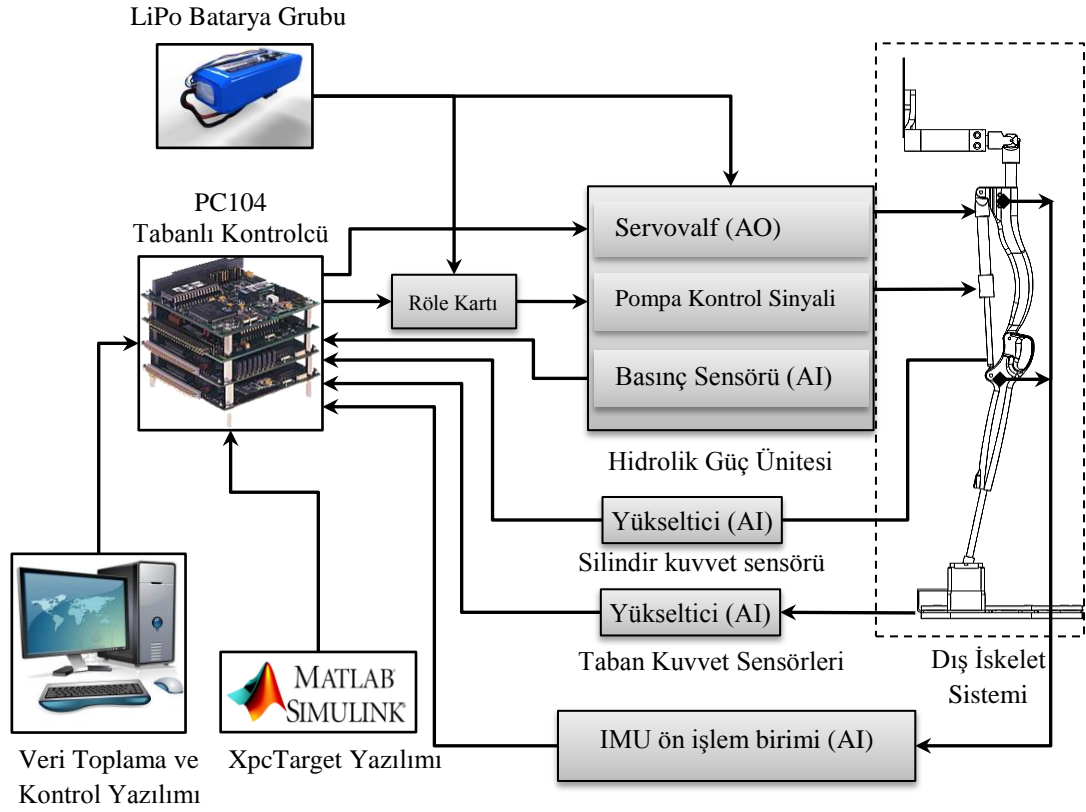 LiPo Batarya Grubu
PC104
Tabanlı Kontrolcü
Servovalf (AO)
Röle Kartı
Pompa Kontrol Sinyali
Basınç Sensörü (AI)
Hidrolik Güç Ünitesi
Yükseltici (AI)
Silindir kuvvet sensörü
Yükseltici (AI)
Taban Kuvvet Sensörleri
Dış İskelet
Sistemi
MATLAB
SIMULINK
IMU ön işlem birimi (AI)
Veri Toplama ve
Kontrol Yazılımı
XpcTarget Yazılımı